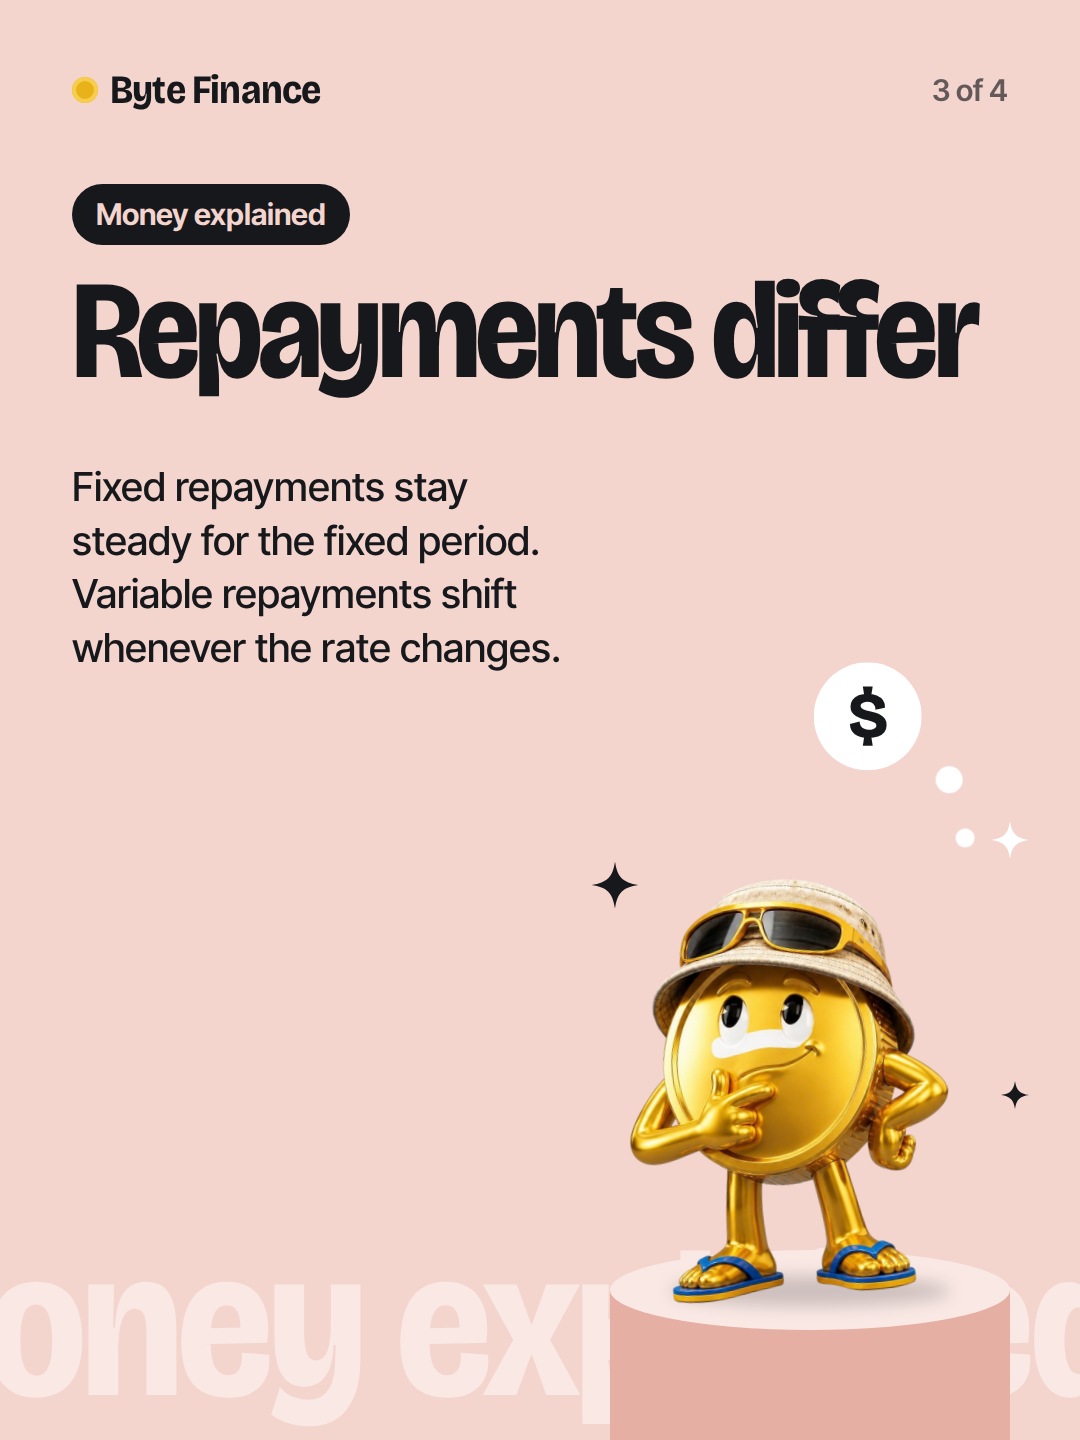 Byte Finance
3 of 4
Money explained
Repayments differ
Fixed repayments stay
steady for the fixed period.
Variable repayments shift
whenever the rate changes.
$
oney exp ed